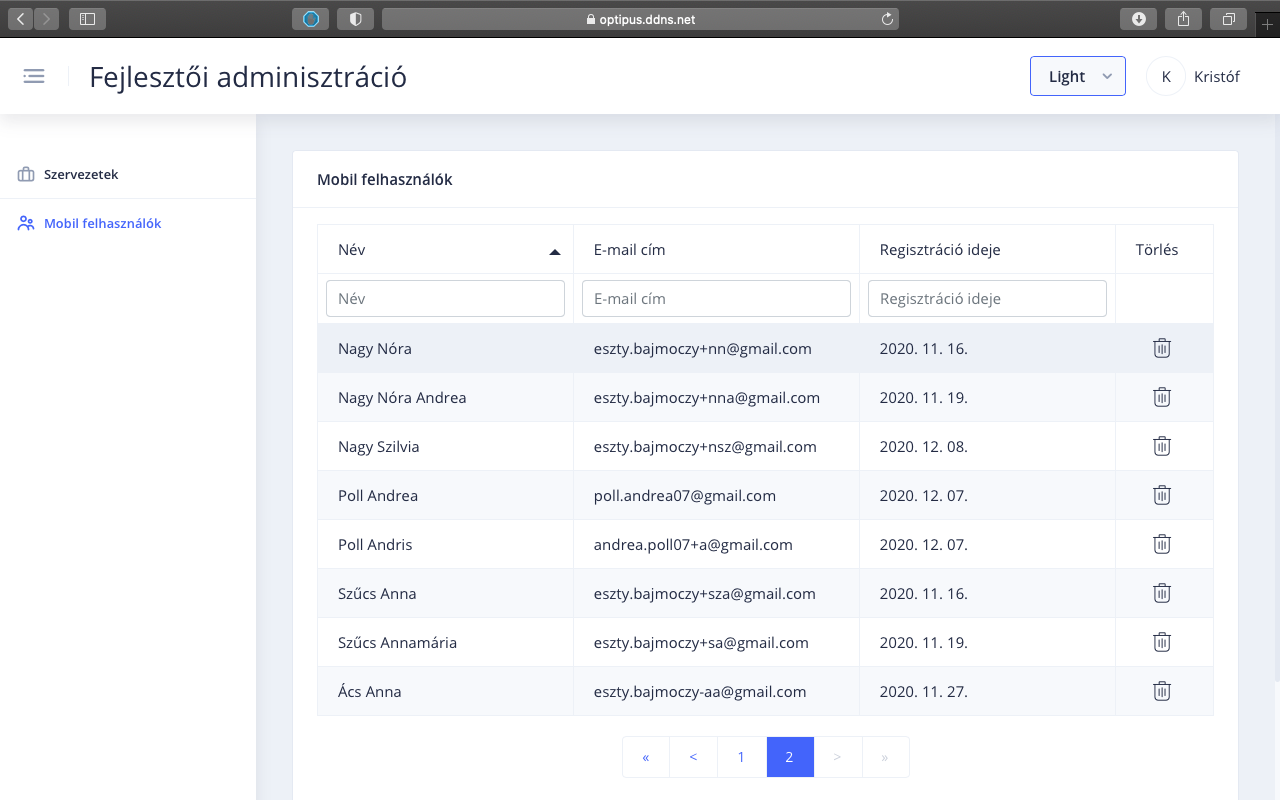 optipus.ddns.net
Fejlesztői adminisztráció
Light
K Kristóf
Szervezetek
Mobil felhasználók
Mobil felhasználók
Név E-mail cím Regisztráció ideje Törlés
Név E-mail cím Regisztráció ideje
Nagy Nóra eszty.bajmoczy+nn@gmail.com 2020. 11. 16.
Nagy Nóra Andrea eszty.bajmoczy+nna@gmail.com 2020. 11. 19.
Nagy Szilvia eszty.bajmoczy+nsz@gmail.com 2020. 12. 08.
Poll Andrea poll.andrea07@gmail.com 2020. 12. 07.
Poll Andris andrea.poll07+a@gmail.com 2020. 12. 07.
Szűcs Anna eszty.bajmoczy+sza@gmail.com 2020. 11. 16.
Szűcs Annamária eszty.bajmoczy+sa@gmail.com 2020. 11. 19.
Ács Anna eszty.bajmoczy-aa@gmail.com 2020. 11. 27.
« < 1 2 > »